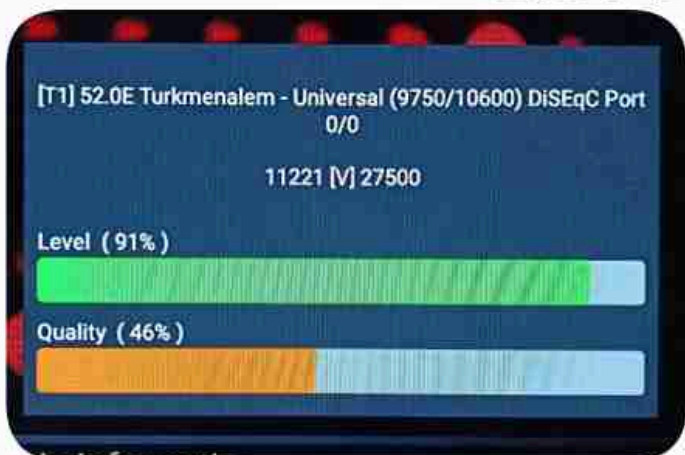 [T1] 52.0E Turkmenalem - Universal (9750/10600) DiSEqC Port
0/0
11221 [V] 27500
Level ( 91% )
Quality ( 46% )